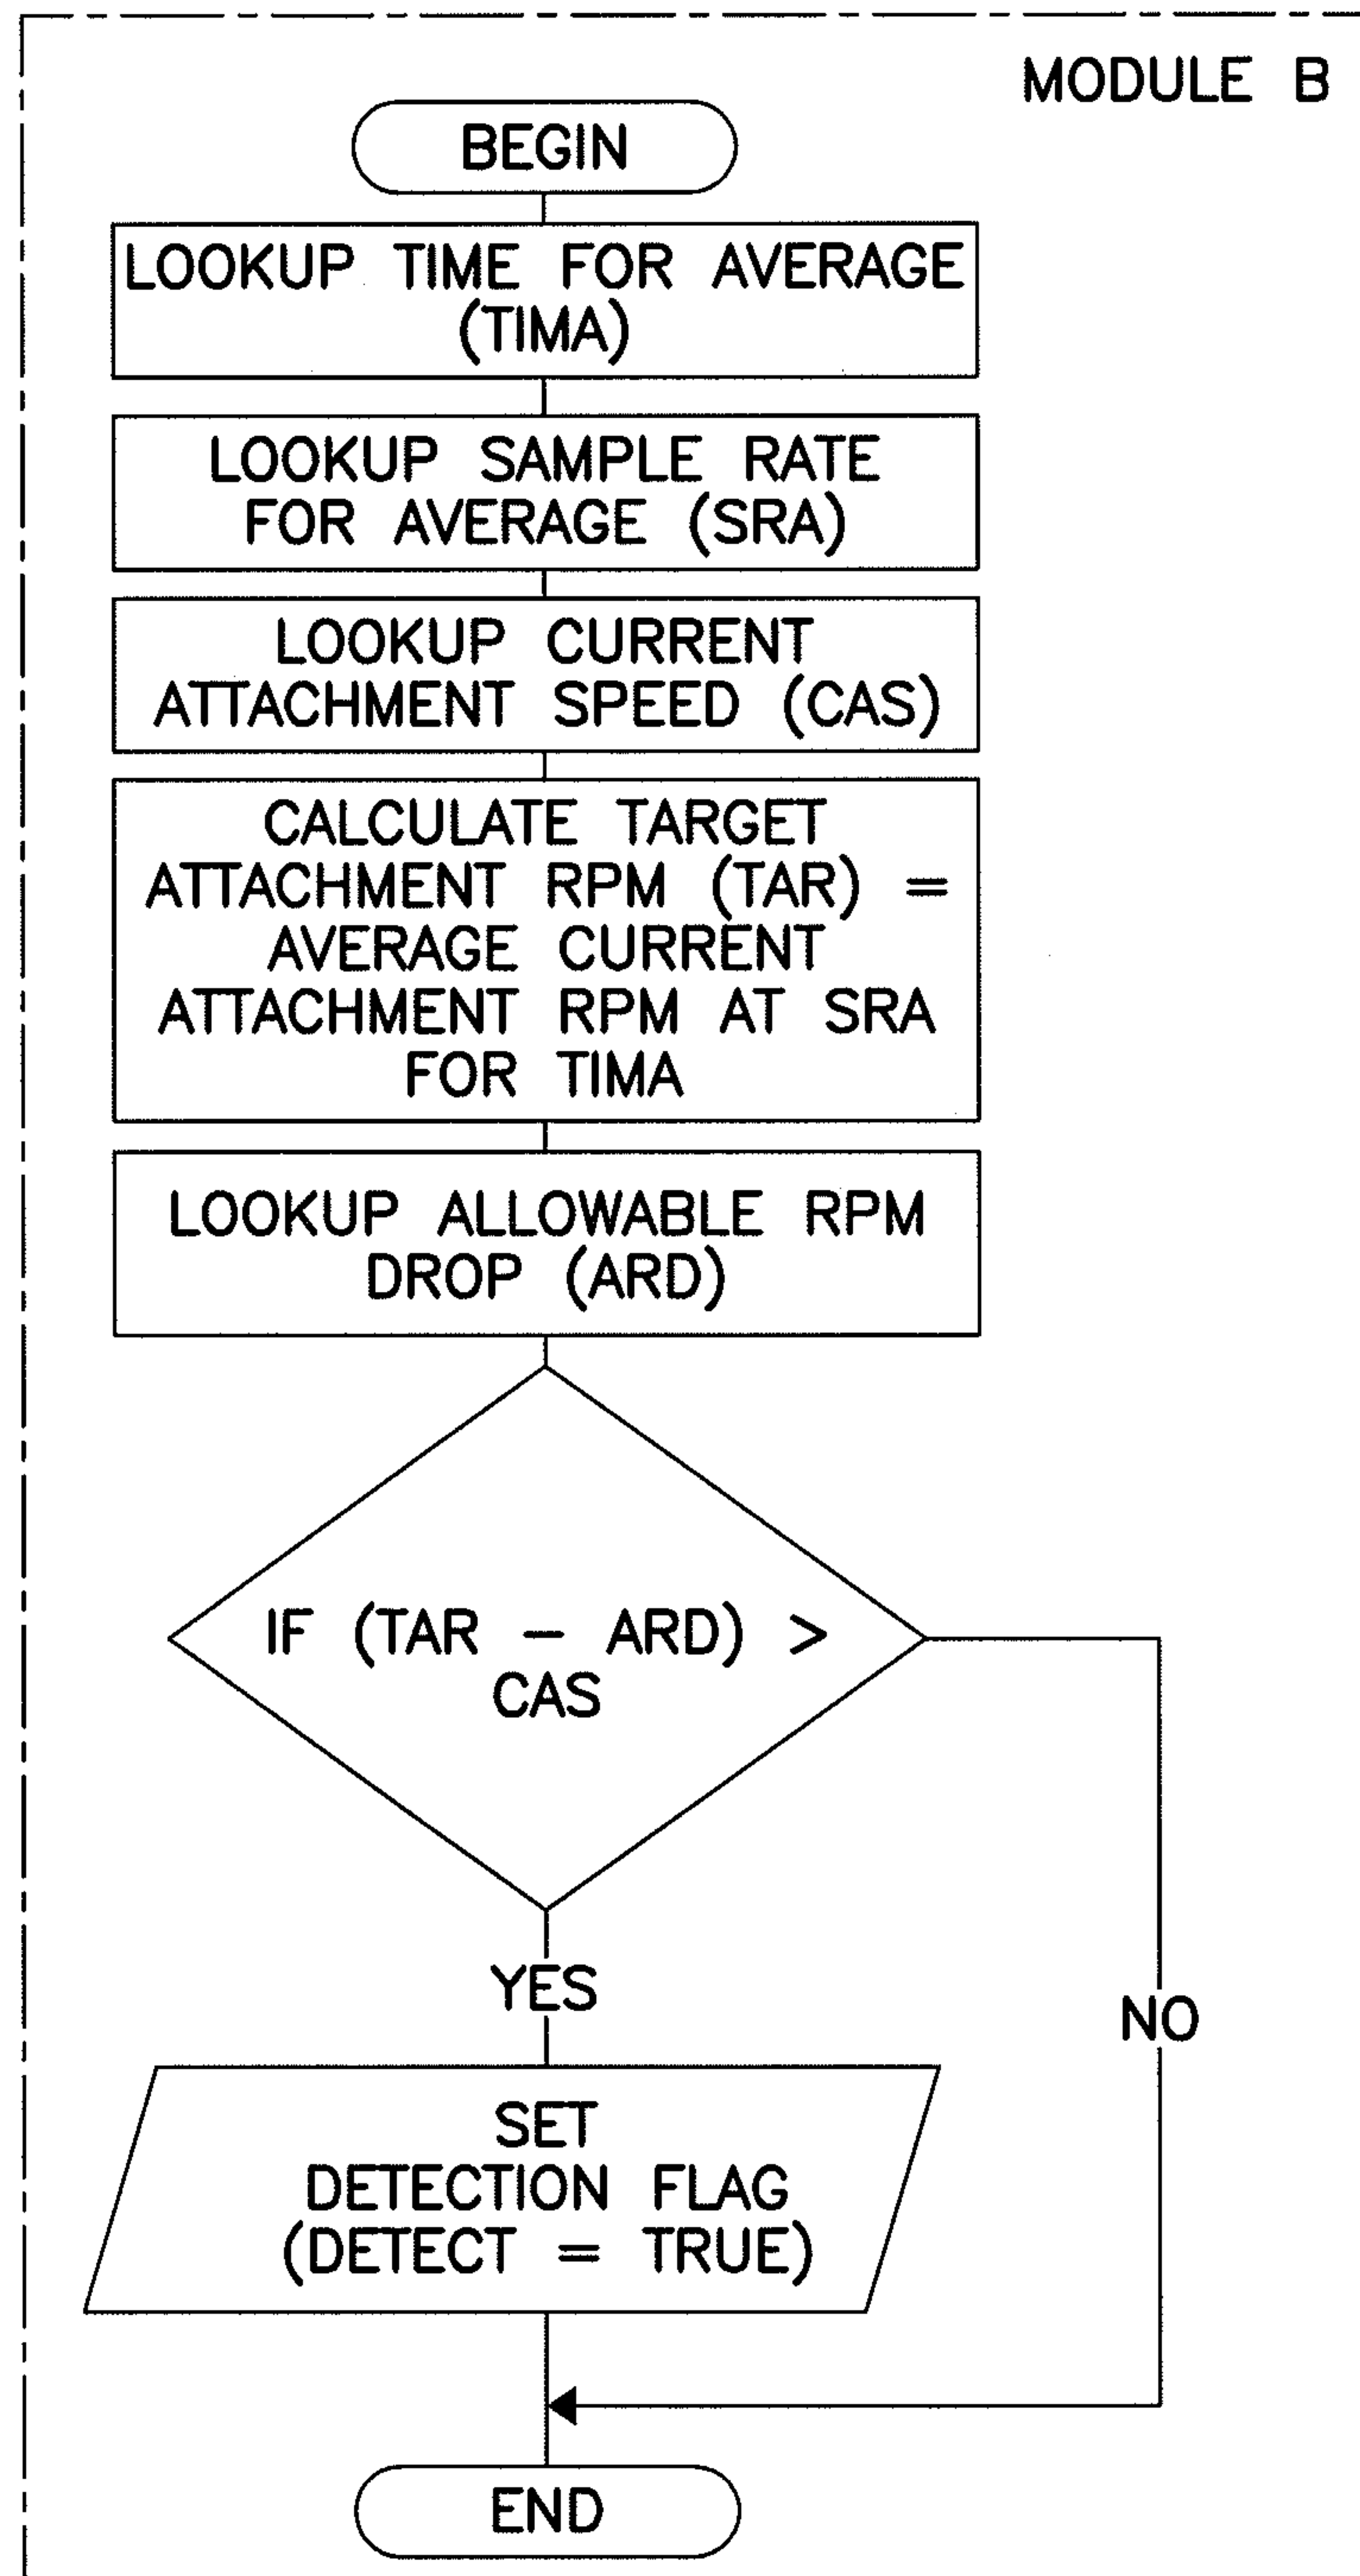 MODULE B
BEGIN
LOOKUP TIME FOR AVERAGE
(TIMA)
LOOKUP SAMPLE RATE
FOR AVERAGE (SRA)
LOOKUP CURRENT
ATTACHMENT SPEED (CAS)
CALCULATE TARGET
ATTACHMENT RPM (TAR) =
AVERAGE CURRENT
ATTACHMENT RPM AT SRA
FOR TIMA
LOOKUP ALLOWABLE RPM
DROP (ARD)
IF (TAR - ARD) >
CAS
YES
NO
SET
DETECTION FLAG
(DETECT = TRUE)
END